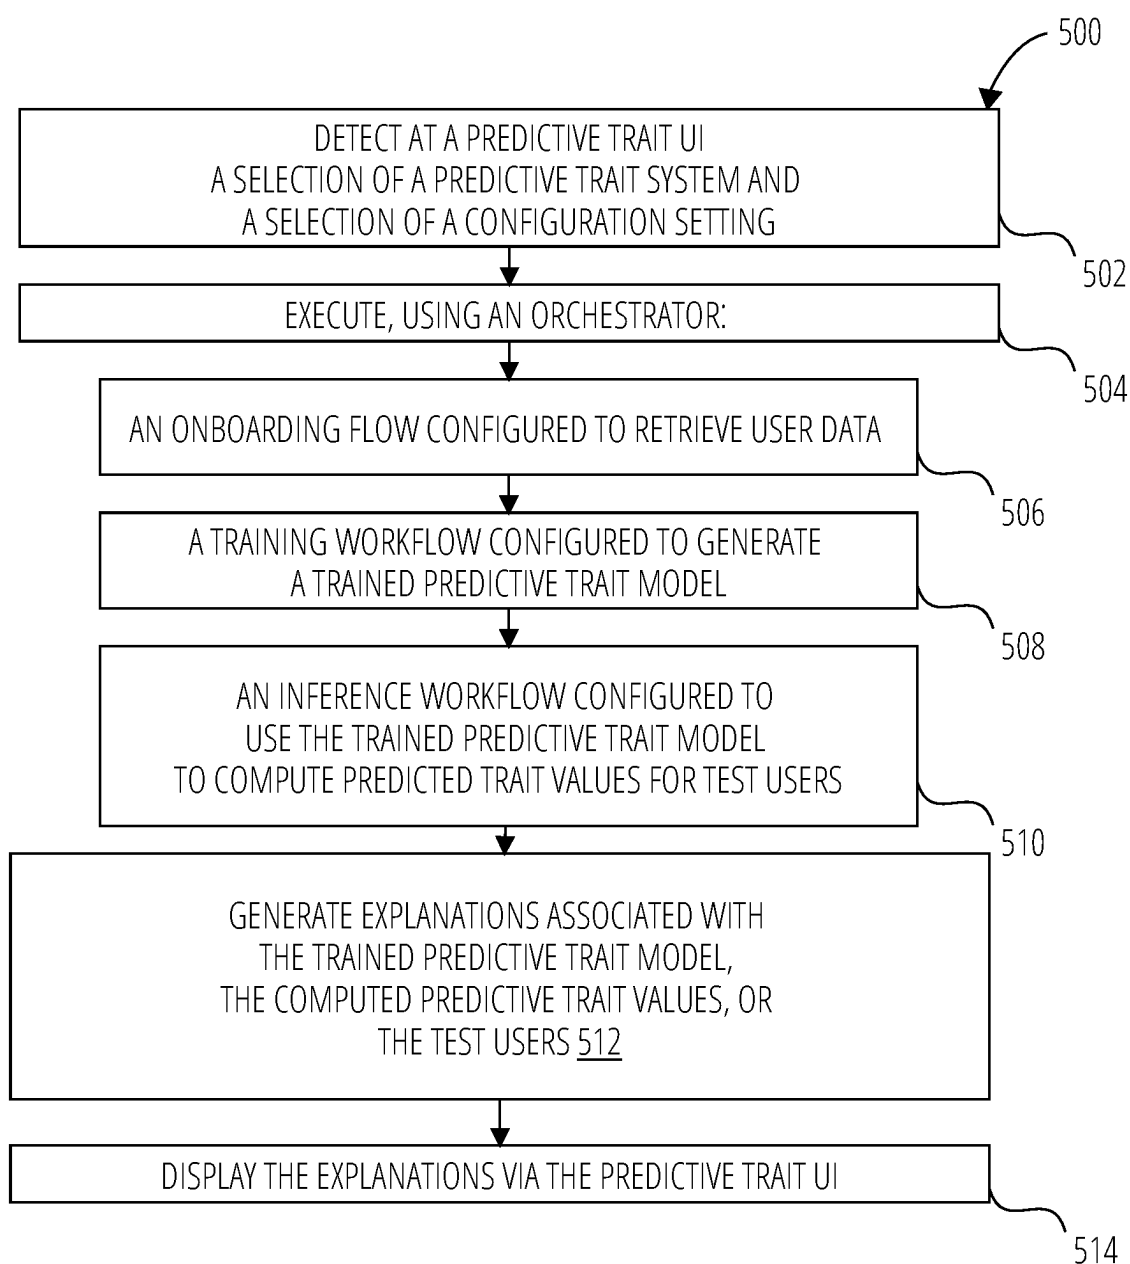 500
DETECT AT A PREDICTIVE TRAIT UI
A SELECTION OF A PREDICTIVE TRAIT SYSTEM AND
A SELECTION OF A CONFIGURATION SETTING
502
EXECUTE, USING AN ORCHESTRATOR:
504
AN ONBOARDING FLOW CONFIGURED TO RETRIEVE USER DATA
506
A TRAINING WORKFLOW CONFIGURED TO GENERATE
A TRAINED PREDICTIVE TRAIT MODEL
508
AN INFERENCE WORKFLOW CONFIGURED TO
USE THE TRAINED PREDICTIVE TRAIT MODEL
TO COMPUTE PREDICTED TRAIT VALUES FOR TEST USERS
510
GENERATE EXPLANATIONS ASSOCIATED WITH
THE TRAINED PREDICTIVE TRAIT MODEL,
THE COMPUTED PREDICTIVE TRAIT VALUES, OR
THE TEST USERS 512
DISPLAY THE EXPLANATIONS VIA THE PREDICTIVE TRAIT UI
514